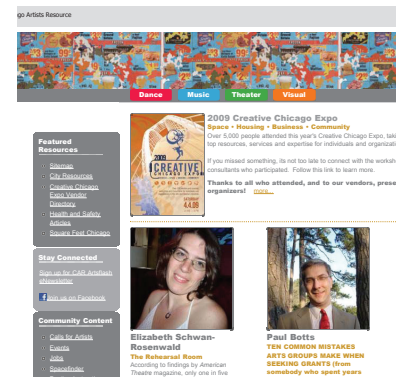 go Artists Resource
Dance Music Theater Visual
2009 Creative Chicago Expo
Space • Housing • Business • Community
Over 5,000 people attended this year's Creative Chicago Expo, taki
top resources, services and expertise for individuals and organizati
If you missed something, its not too late to connect with the worksh
consultants who participated. Follow this link to learn more.
Thanks to all who attended, and to our vendors, prese
organizers! more...
2009
CREATIVE
CHICAGO EXPO
SATURDAY
4.4.09
Featured
Resources
Sitemap
City Resources
Creative Chicago
Expo Vendor
Directory
Health and Safety
Articles
Square Feet Chicago
Stay Connected
Sign up for CAR Artsflash
eNewsletter
Join us on Facebook
Community Content
Calls for Artists
Events
Jobs
Spacefinder
Elizabeth Schwan-
Rosenwald
The Rehearsal Room
According to findings by American
Theatre magazine, only one in five
Paul Botts
TEN COMMON MISTAKES
ARTS GROUPS MAKE WHEN
SEEKING GRANTS (from
somebody who spent years